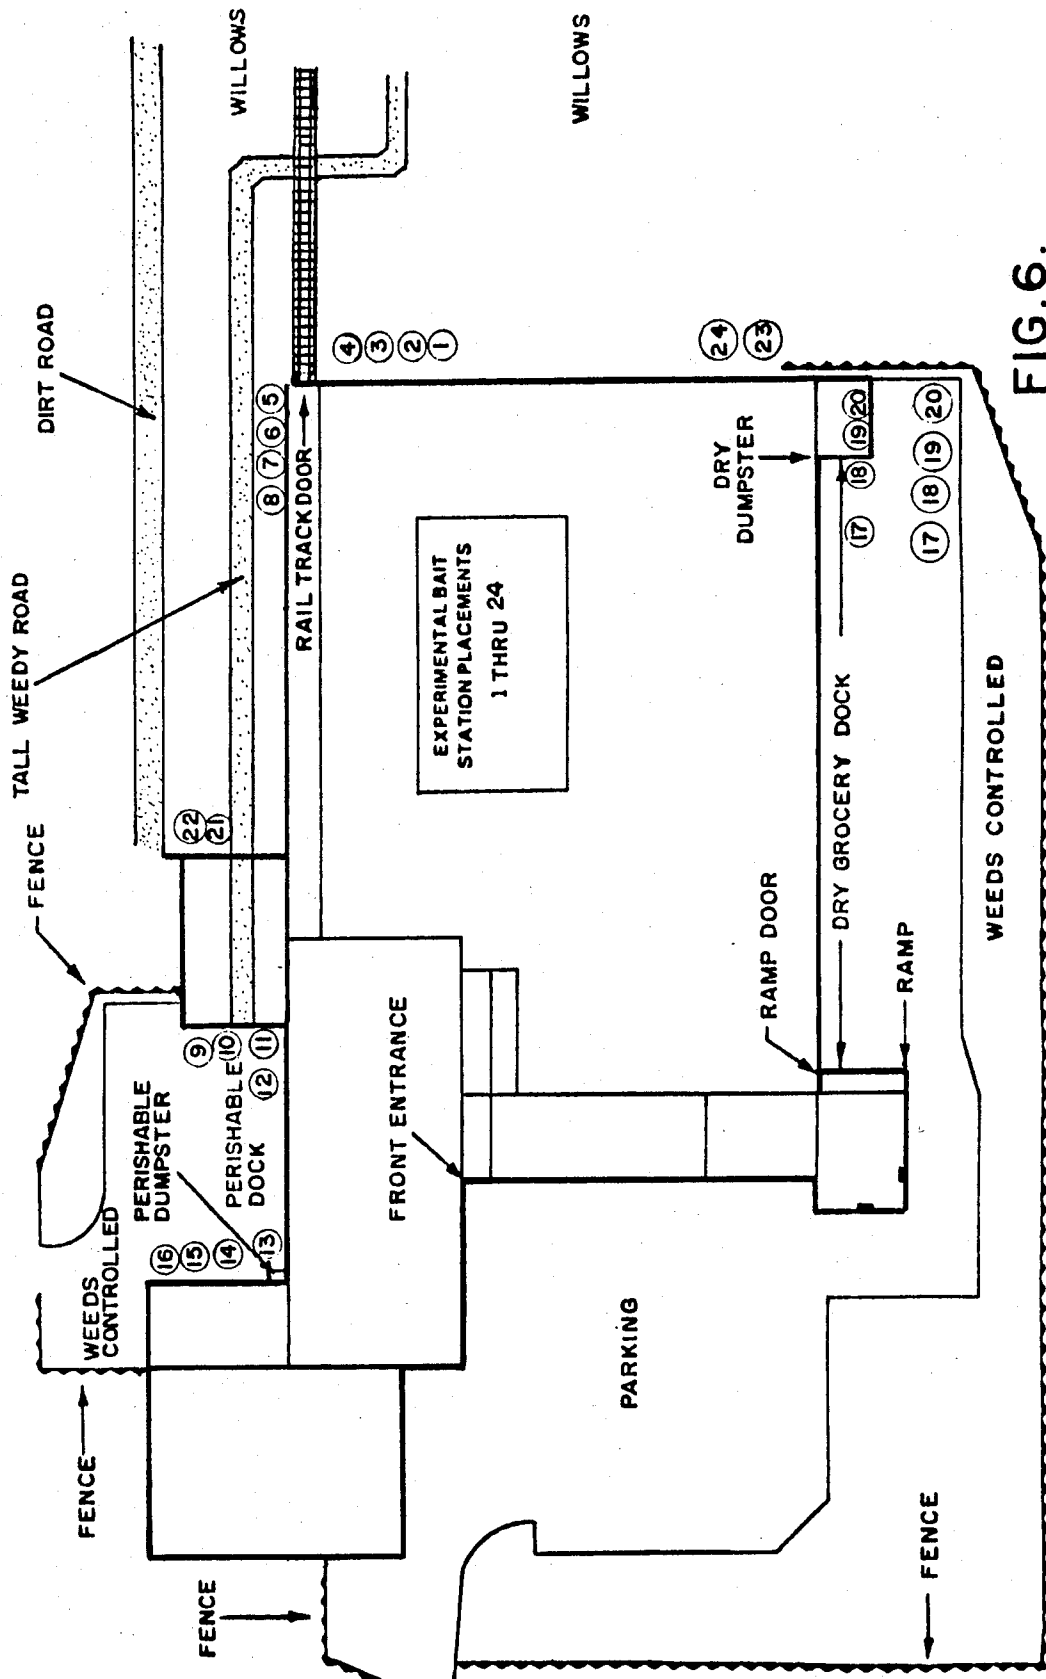 WILLOWS
WILLOWS
DIRT ROAD
TALL WEEDY ROAD
FENCE
22
21
8 7 6 5
RAIL TRACK DOOR
4
3
2
1
24
23
EXPERIMENTAL BAIT
STATION PLACEMENTS
1 THRU 24
DRY
DUMPSTER
17 18 19 20
17 18 19 20
DRY GROCERY DOCK
WEEDS CONTROLLED
RAMP DOOR
RAMP
9
10
11
12
PERISHABLE
DUMPSTER
PERISHABLE
DOCK
FRONT ENTRANCE
16
15
14
13
WEEDS
CONTROLLED
FENCE
PARKING
FENCE
FENCE
FIG. 6.